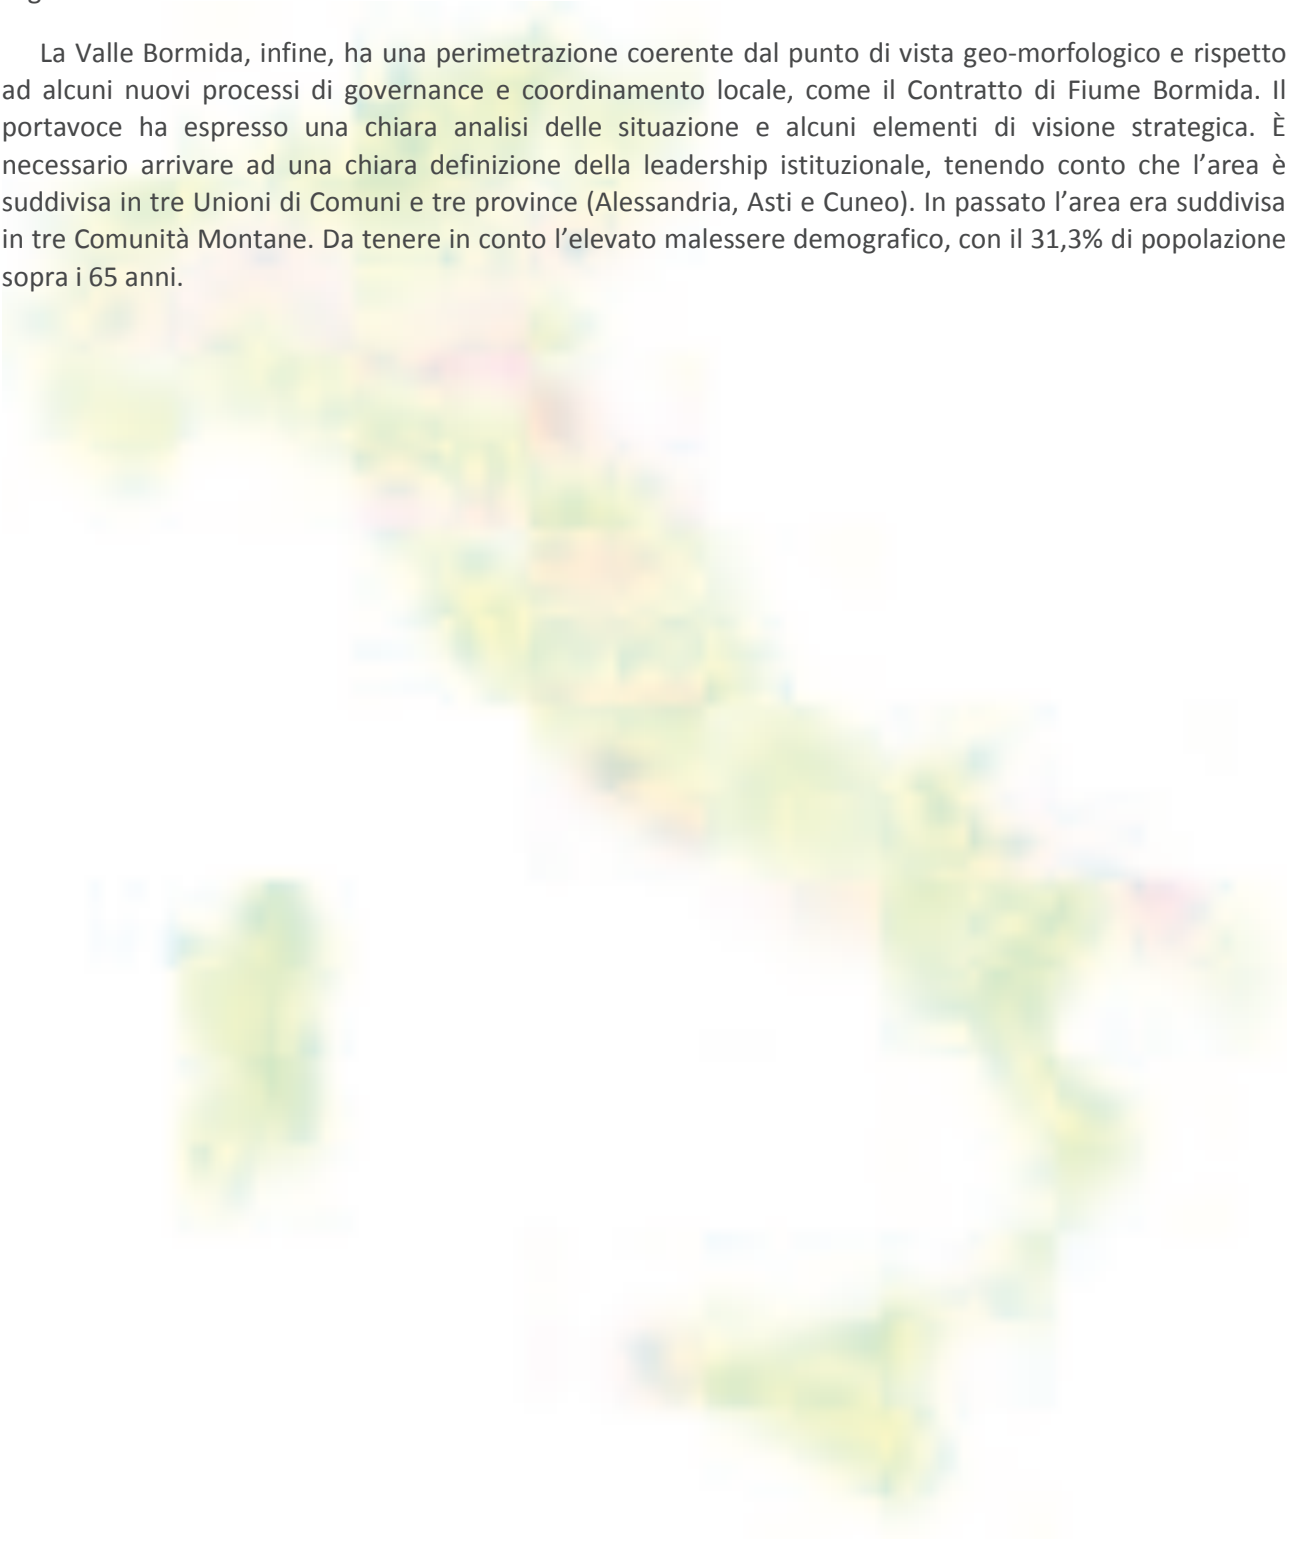 La Valle Bormida, infine, ha una perimetrazione coerente dal punto di vista geo-morfologico e rispetto
ad alcuni nuovi processi di governance e coordinamento locale, come il Contratto di Fiume Bormida. Il
portavoce ha espresso una chiara analisi delle situazione e alcuni elementi di visione strategica. È
necessario arrivare ad una chiara definizione della leadership istituzionale, tenendo conto che l’area è
suddivisa in tre Unioni di Comuni e tre province (Alessandria, Asti e Cuneo). In passato l’area era suddivisa
in tre Comunità Montane. Da tenere in conto l’elevato malessere demografico, con il 31,3% di popolazione
sopra i 65 anni.